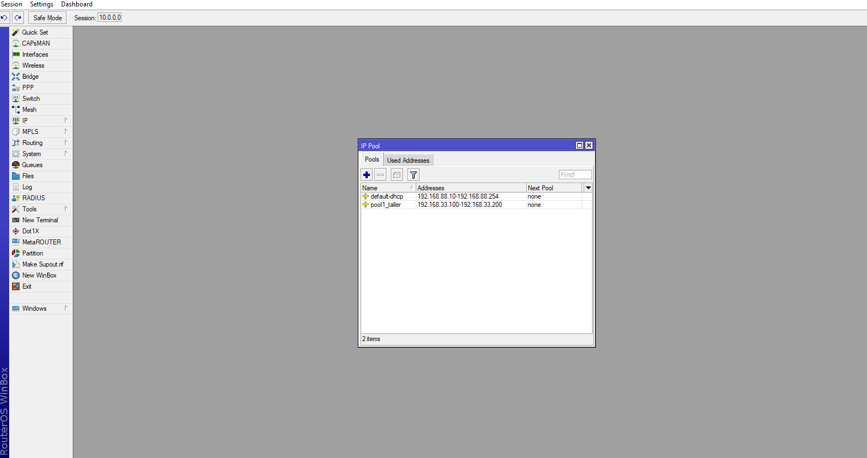 Session Settings Dashboard
Safe Mode Session: 10.0.0.0
Quick Set
CAPsMAN
Interfaces
Wireless
Bridge
PPP
Switch
Mesh
IP
MPLS
Routing
System
Queues
Files
Log
RADIUS
Tools
New Terminal
Dot1X
MetaROUTER
Partition
Make Supout.rif
New WinBox
Exit
Windows
RouterOS WinBox
IP Pool
Pools Used Addresses
Find
Name Addresses Next Pool
default-dhcp 192.168.88.10-192.168.88.254 none
pool1_taller 192.168.33.100-192.168.33.200 none
2 items